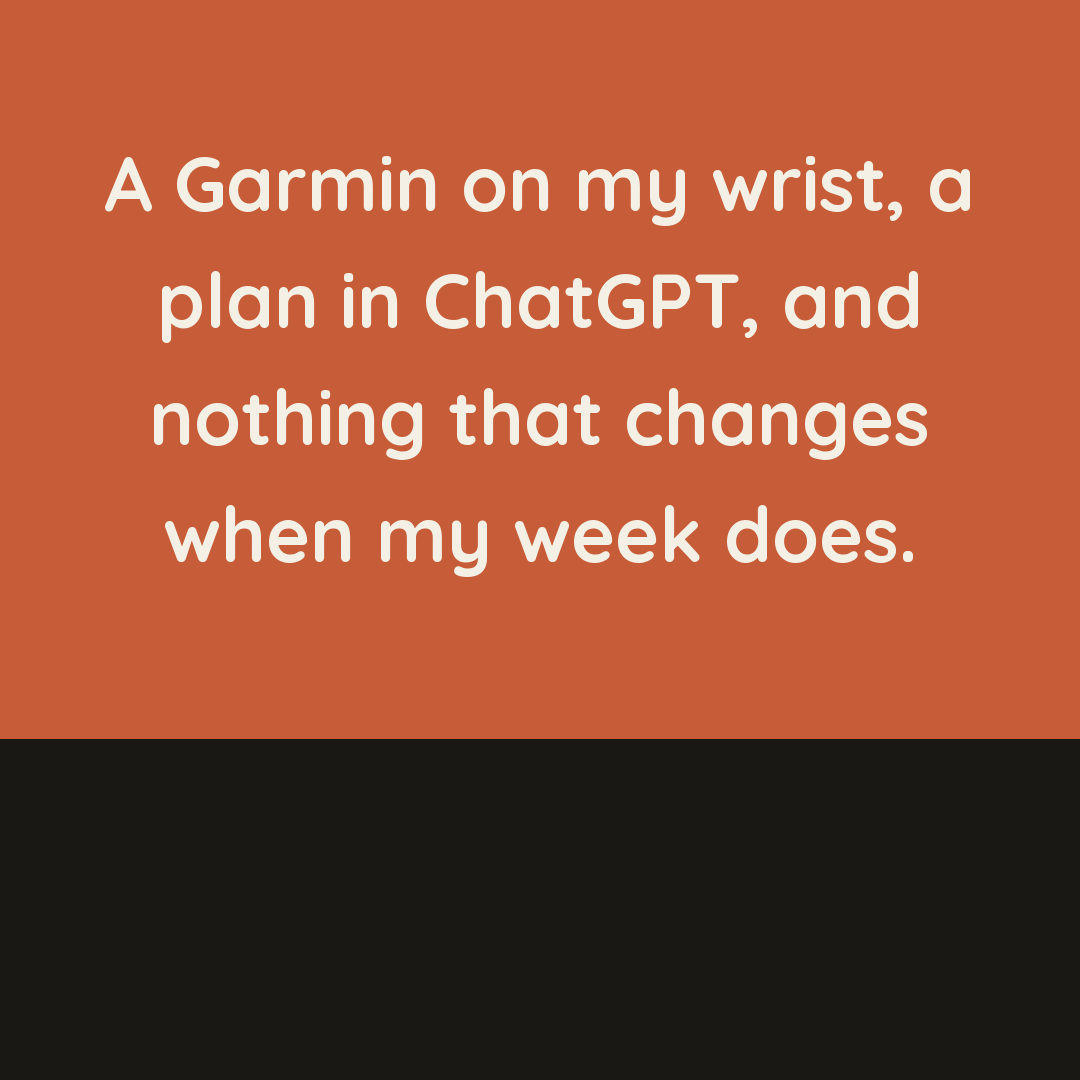 A Garmin on my wrist, a
plan in ChatGPT, and
nothing that changes
when my week does.